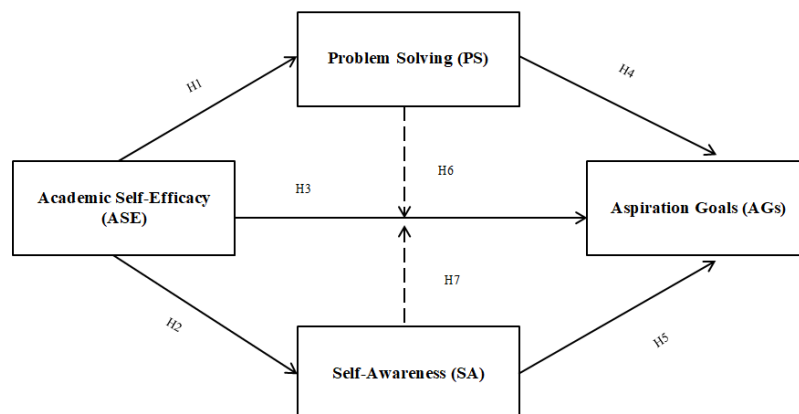 Problem Solving (PS)
H1
H4
H6
Academic Self-Efficacy
(ASE)
H3
Aspiration Goals (AGs)
H7
H2
H5
Self-Awareness (SA)